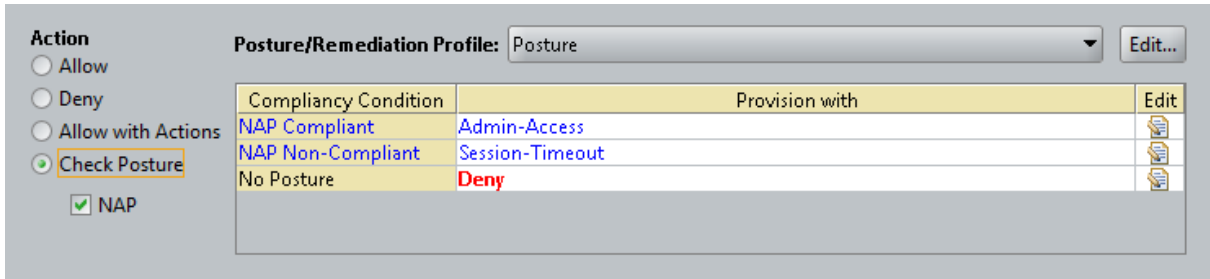 Action
Allow
Deny
Allow with Actions
Check Posture
NAP
Posture/Remediation Profile: Posture Edit...
Compliancy Condition Provision with Edit
NAP Compliant Admin-Access
NAP Non-Compliant Session-Timeout
No Posture Deny